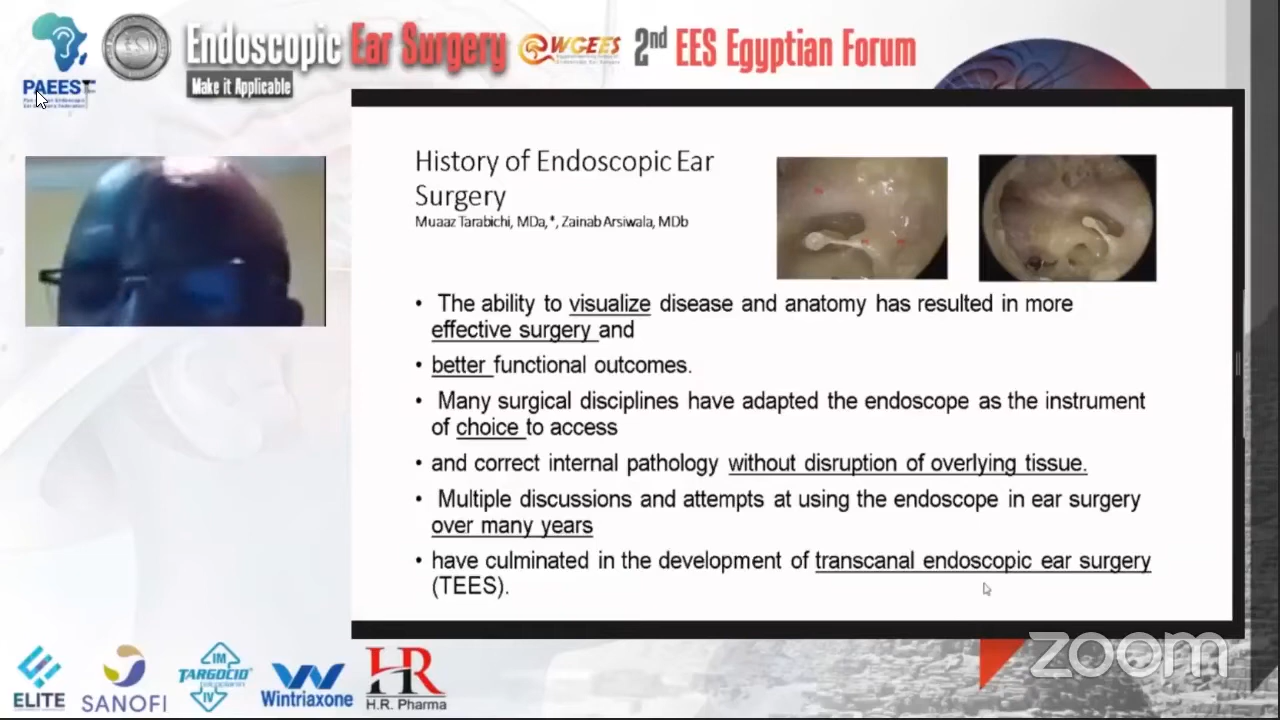 Endoscopic Ear Surgery
Make it Applicable
WGEES
2nd EES Egyptian Forum
PAEEST
History of Endoscopic Ear
Surgery
Muaaz Tarabichi, MDa,*, Zainab Arsiwala, MDb
• The ability to visualize disease and anatomy has resulted in more
effective surgery and
• better functional outcomes.
• Many surgical disciplines have adapted the endoscope as the instrument
of choice to access
• and correct internal pathology without disruption of overlying tissue.
• Multiple discussions and attempts at using the endoscope in ear surgery
over many years
• have culminated in the development of transcanal endoscopic ear surgery
(TEES).
zoom
ELITE
SANOFI
IM
TARGOCID
IV
Wintriaxone
HR
H.R. Pharma